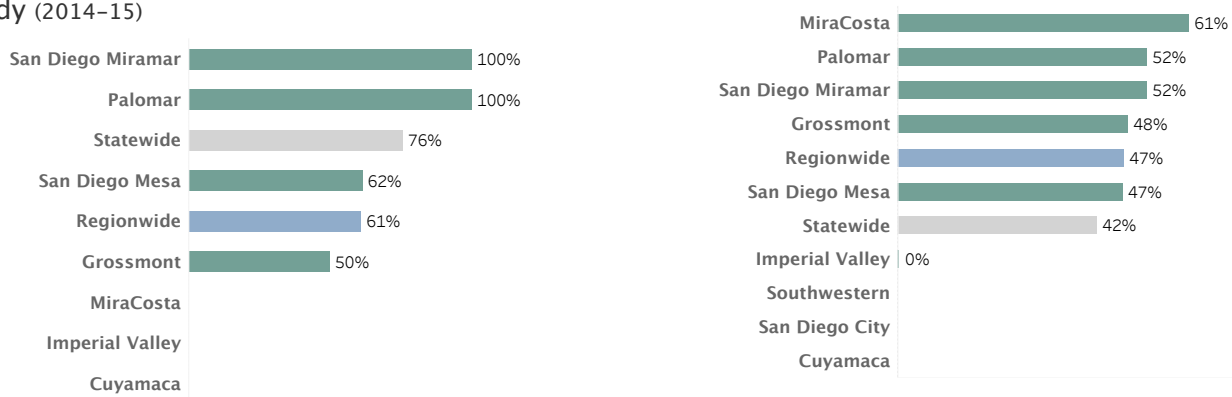 dy (2014–15)
San Diego Miramar 100%
Palomar 100%
Statewide 76%
San Diego Mesa 62%
Regionwide 61%
Grossmont 50%
MiraCosta
Imperial Valley
Cuyamaca
MiraCosta 61%
Palomar 52%
San Diego Miramar 52%
Grossmont 48%
Regionwide 47%
San Diego Mesa 47%
Statewide 42%
Imperial Valley 0%
Southwestern
San Diego City
Cuyamaca